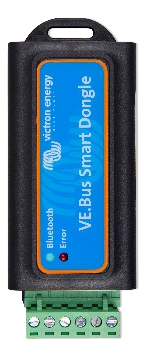 victron energy
VE.Bus Smart Dongle
Bluetooth
Error